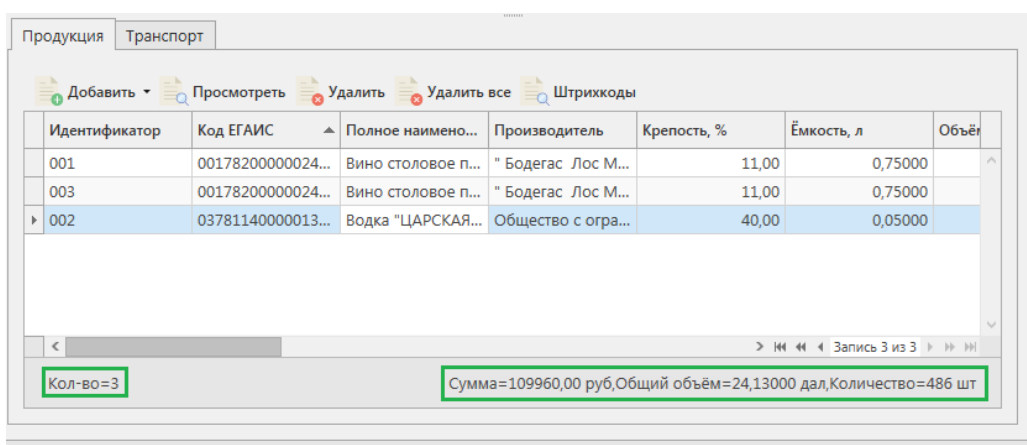 Продукция Транспорт
Добавить Просмотреть Удалить Удалить все Штрихкоды
Идентификатор Код ЕГАИС Полное наимено... Производитель Крепость, % Ёмкость, л Объём
001 00178200000024... Вино столовое п... " Бодегас Лос М... 11,00 0,75000
003 00178200000024... Вино столовое п... " Бодегас Лос М... 11,00 0,75000
002 03781140000013... Водка "ЦАРСКАЯ... Общество с огра... 40,00 0,05000
Запись 3 из 3
Кол-во=3 Сумма=109960,00 руб,Общий объём=24,13000 дал,Количество=486 шт